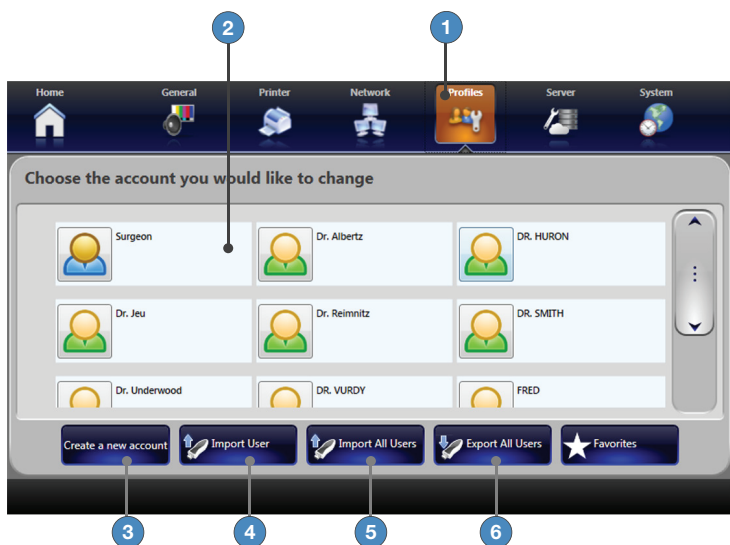 2
1
Home General Printer Network Profiles Server System
Choose the account you would like to change
Surgeon Dr. Albertz DR. HURON
Dr. Jeu Dr. Reimnitz DR. SMITH
Dr. Underwood DR. VURDY FRED
Create a new account Import User Import All Users Export All Users Favorites
3 4 5 6